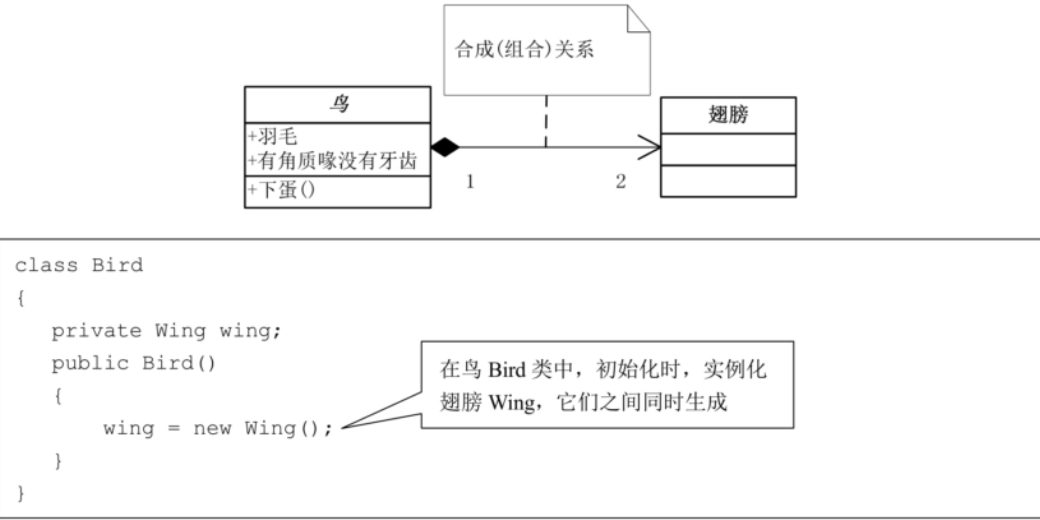 合成(组合)关系
鸟
+羽毛
+有角质喙没有牙齿
+下蛋()
1
2
翅膀
class Bird
{
private Wing wing;
public Bird()
{
wing = new Wing();
}
}
在鸟 Bird 类中，初始化时，实例化
翅膀 Wing，它们之间同时生成